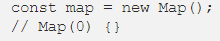 const map = new Map();
// Map(0) {}